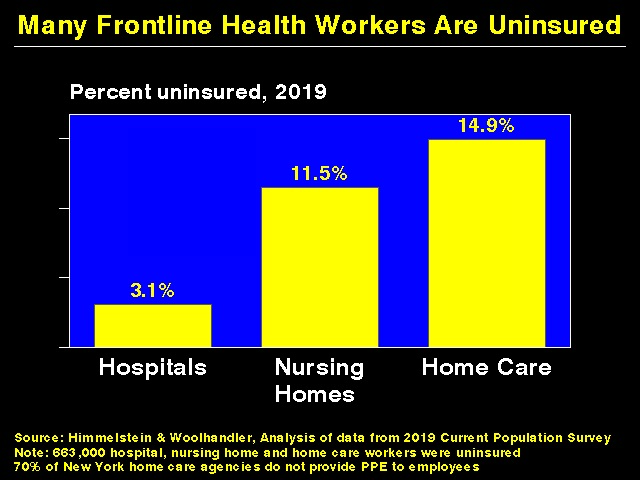 Many Frontline Health Workers Are Uninsured
Percent uninsured, 2019
14.9%
11.5%
3.1%
Hospitals
Nursing
Homes
Home Care
Source: Himmelstein & Woolhandler, Analysis of data from 2019 Current Population Survey
Note: 663,000 hospital, nursing home and home care workers were uninsured
70% of New York home care agencies do not provide PPE to employees